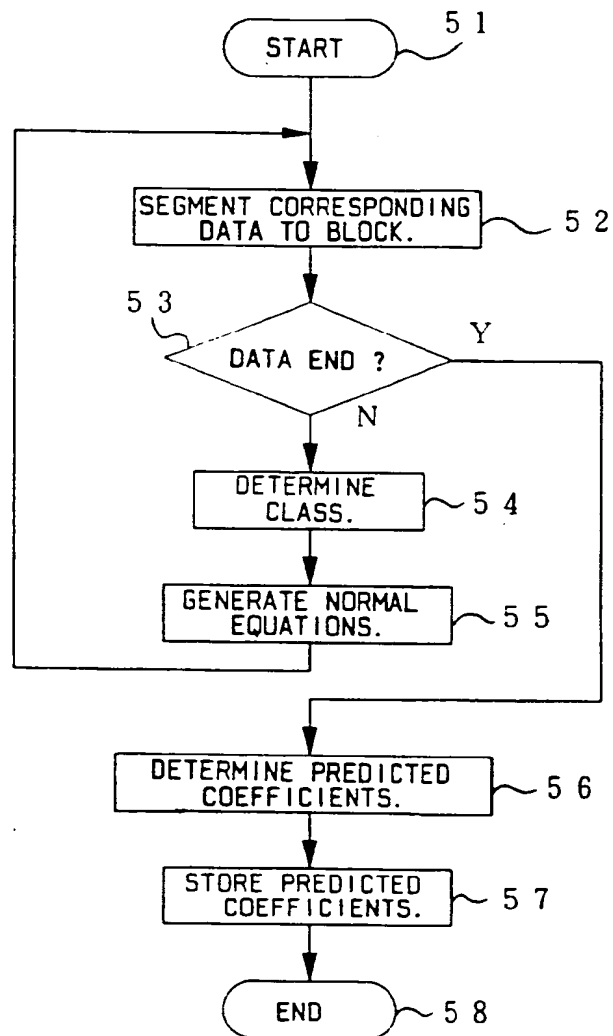 START
5 1
SEGMENT CORRESPONDING
DATA TO BLOCK.
5 2
5 3
DATA END ?
Y
N
DETERMINE
CLASS.
5 4
GENERATE NORMAL
EQUATIONS.
5 5
DETERMINE PREDICTED
COEFFICIENTS.
5 6
STORE PREDICTED
COEFFICIENTS.
5 7
END
5 8